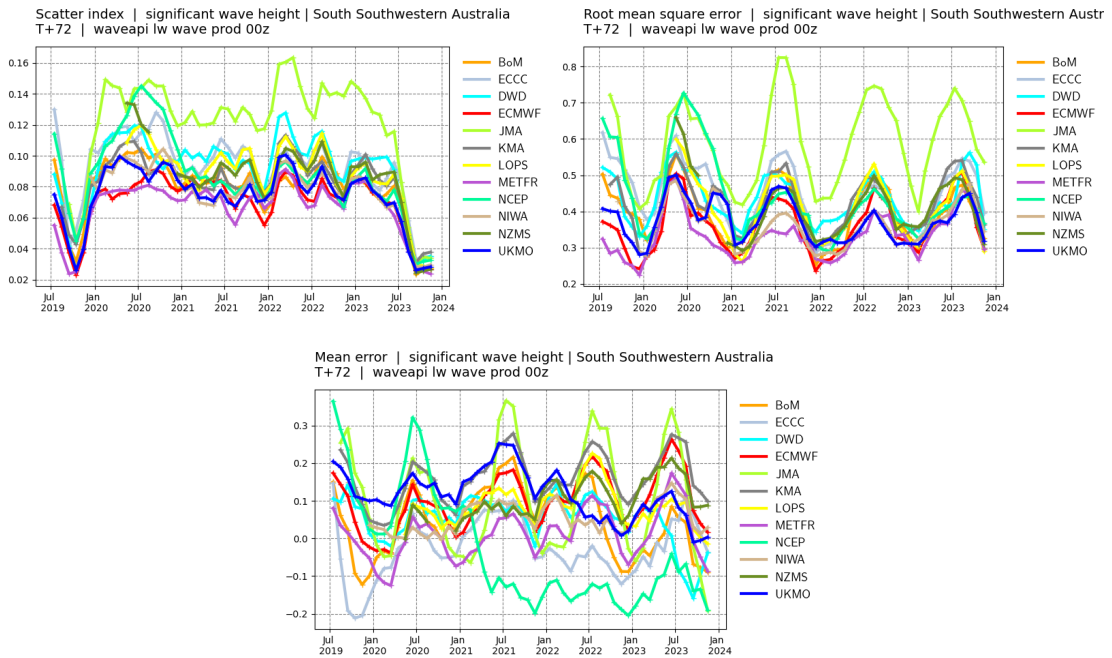 Scatter index | significant wave height | South Southwestern Australia
T+72 | waveapi lw wave prod 00z
0.16
0.14
0.12
0.10
0.08
0.06
0.04
0.02
Jul
2019
Jan
2020
Jul
2020
Jan
2021
Jul
2021
Jan
2022
Jul
2022
Jan
2023
Jul
2023
Jan
2024
BoM
ECCC
DWD
ECMWF
JMA
KMA
LOPS
METFR
NCEP
NIWA
NZMS
UKMO
Root mean square error | significant wave height | South Southwestern Austr
T+72 | waveapi lw wave prod 00z
0.8
0.7
0.6
0.5
0.4
0.3
0.2
Jul
2019
Jan
2020
Jul
2020
Jan
2021
Jul
2021
Jan
2022
Jul
2022
Jan
2023
Jul
2023
Jan
2024
BoM
ECCC
DWD
ECMWF
JMA
KMA
LOPS
METFR
NCEP
NIWA
NZMS
UKMO
Mean error | significant wave height | South Southwestern Australia
T+72 | waveapi lw wave prod 00z
0.3
0.2
0.1
0.0
−0.1
−0.2
Jul
2019
Jan
2020
Jul
2020
Jan
2021
Jul
2021
Jan
2022
Jul
2022
Jan
2023
Jul
2023
Jan
2024
BoM
ECCC
DWD
ECMWF
JMA
KMA
LOPS
METFR
NCEP
NIWA
NZMS
UKMO